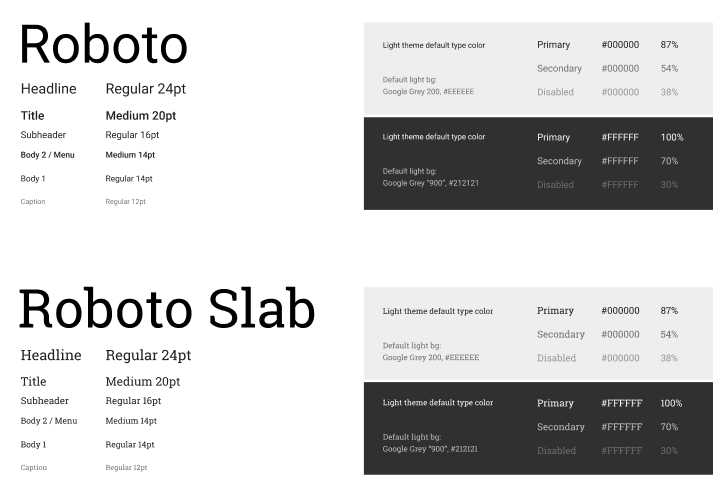 Roboto
Headline Regular 24pt
Title Medium 20pt
Subheader Regular 16pt
Body 2 / Menu Medium 14pt
Body 1 Regular 14pt
Caption Regular 12pt
Light theme default type color Primary #000000 87%
Secondary #000000 54%
Default light bg:
Google Grey 200, #EEEEEE Disabled #000000 38%
Light theme default type color Primary #FFFFFF 100%
Secondary #FFFFFF 70%
Default light bg:
Google Grey "900", #212121 Disabled #FFFFFF 30%
Roboto Slab
Headline Regular 24pt
Title Medium 20pt
Subheader Regular 16pt
Body 2 / Menu Medium 14pt
Body 1 Regular 14pt
Caption Regular 12pt
Light theme default type color Primary #000000 87%
Secondary #000000 54%
Default light bg:
Google Grey 200, #EEEEEE Disabled #000000 38%
Light theme default type color Primary #FFFFFF 100%
Secondary #FFFFFF 70%
Default light bg:
Google Grey "900", #212121 Disabled #FFFFFF 30%